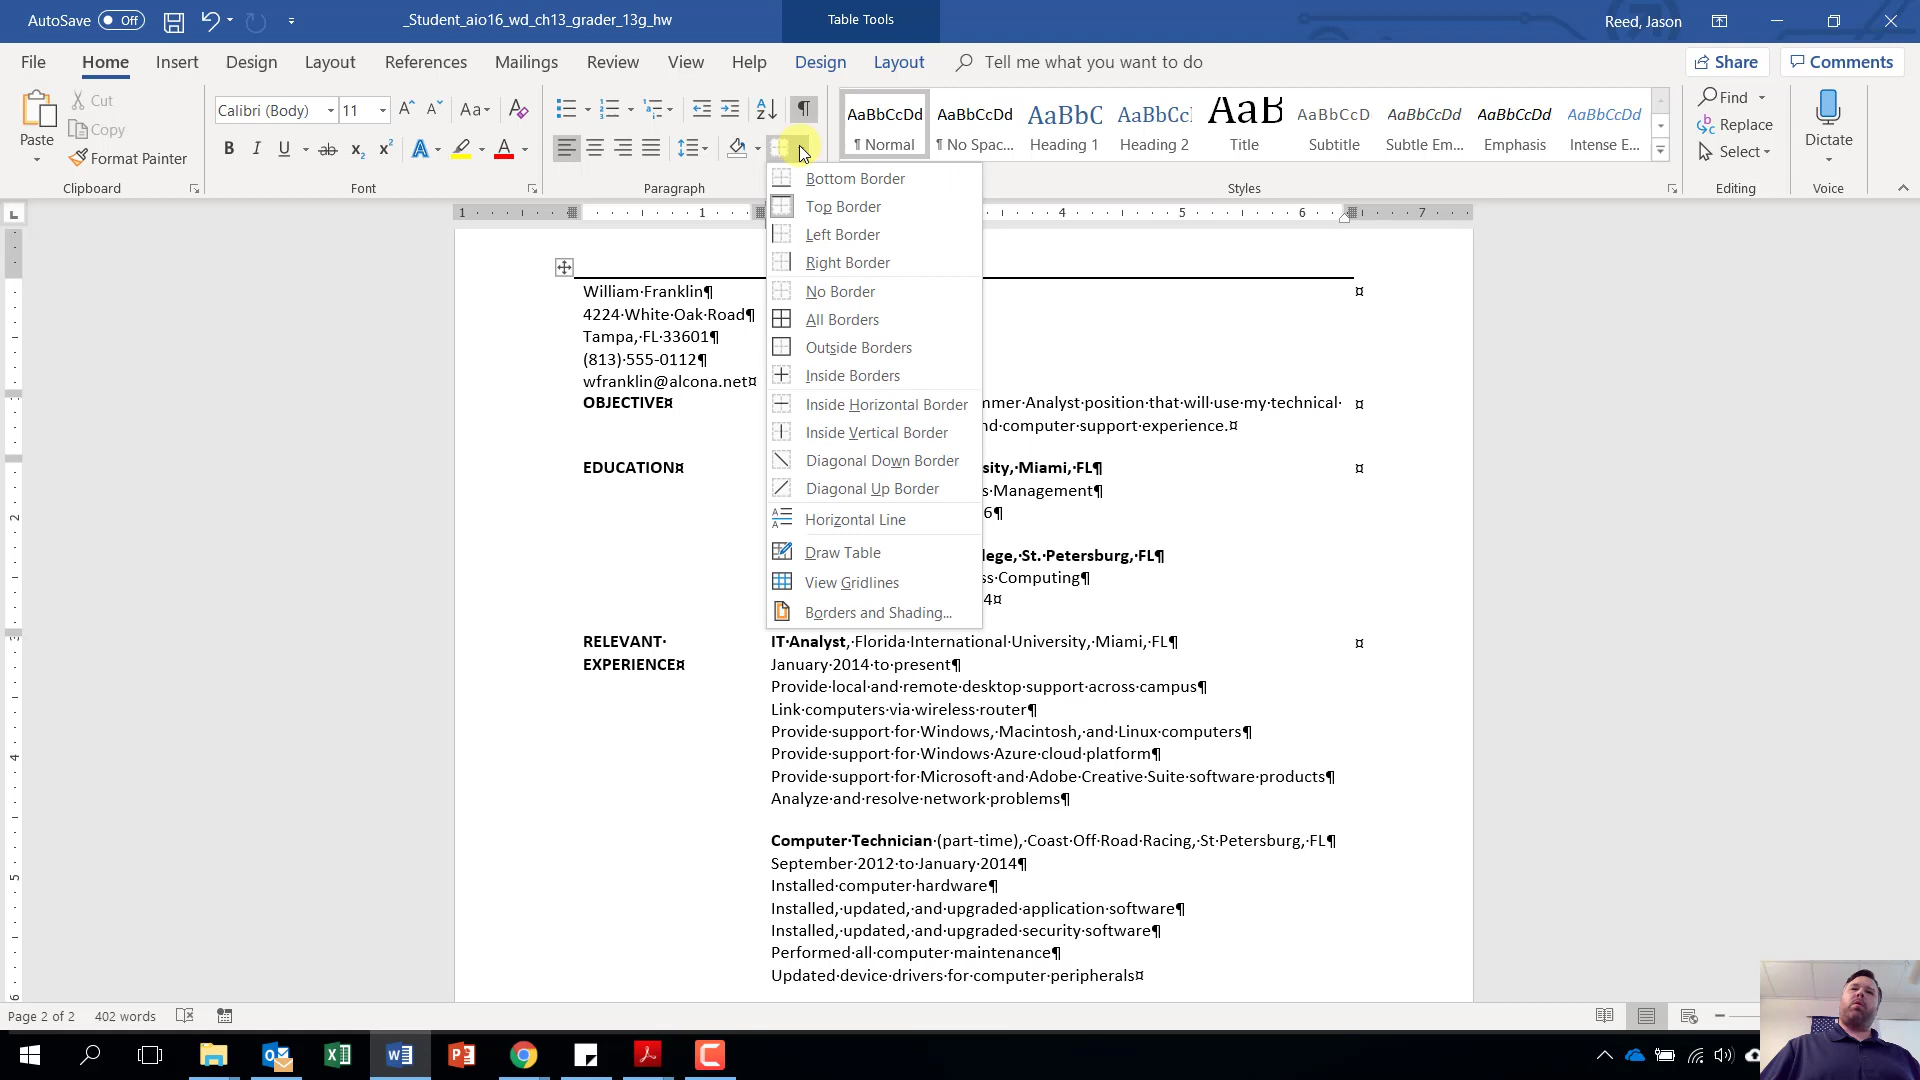 AutoSave Off
_Student_aio16_wd_ch13_grader_13g_hw
Table Tools
Reed, Jason
File Home Insert Design Layout References Mailings Review View Help Design Layout Tell me what you want to do Share Comments
Paste
Cut
Copy
Format Painter
Clipboard
Calibri (Body) 11
Font
Paragraph
AaBbCcDd AaBbCcDd AaBbC AaBbCc AaB AaBbCcD AaBbCcDd AaBbCcDd AaBbCcDd
¶ Normal ¶ No Spac... Heading 1 Heading 2 Title Subtitle Subtle Em... Emphasis Intense E...
Styles
Find
Replace
Select
Editing
Dictate
Voice
Bottom Border
Top Border
Left Border
Right Border
No Border
All Borders
Outside Borders
Inside Borders
Inside Horizontal Border
Inside Vertical Border
Diagonal Down Border
Diagonal Up Border
Horizontal Line
Draw Table
View Gridlines
Borders and Shading...
1 1 4 5 6 7
William·Franklin¶
4224·White·Oak·Road¶
Tampa,·FL·33601¶
(813)·555-0112¶
wfranklin@alcona.net¤
OBJECTIVE¤
mmer·Analyst·position·that·will·use·my·technical·
nd·computer·support·experience.¤
EDUCATION¤
sity,·Miami,·FL¶
s·Management¶
6¶
lege,·St.·Petersburg,·FL¶
ss·Computing¶
4¤
RELEVANT·
EXPERIENCE¤
IT·Analyst,·Florida·International·University,·Miami,·FL¶
January·2014·to·present¶
Provide·local·and·remote·desktop·support·across·campus¶
Link·computers·via·wireless·router¶
Provide·support·for·Windows,·Macintosh,·and·Linux·computers¶
Provide·support·for·Windows·Azure·cloud·platform¶
Provide·support·for·Microsoft·and·Adobe·Creative·Suite·software·products¶
Analyze·and·resolve·network·problems¶
Computer·Technician·(part-time),·Coast·Off·Road·Racing,·St·Petersburg,·FL¶
September·2012·to·January·2014¶
Installed·computer·hardware¶
Installed,·updated,·and·upgraded·application·software¶
Installed,·updated,·and·upgraded·security·software¶
Performed·all·computer·maintenance¶
Updated·device·drivers·for·computer·peripherals¤
Page 2 of 2 402 words